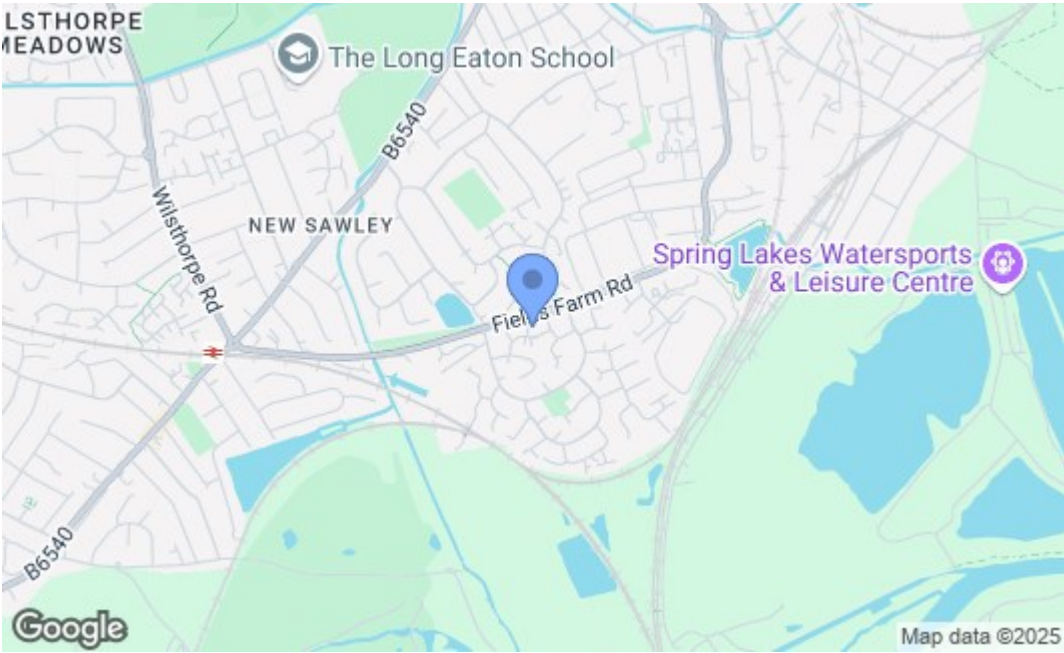 LSTHORPE
MEADOWS
The Long Eaton School
B6540
Wilsthorpe Rd
NEW SAWLEY
Spring Lakes Watersports
& Leisure Centre
Fields Farm Rd
B6540
Google
Map data ©2025